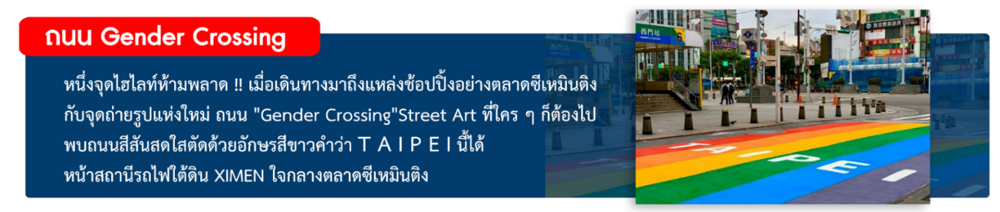 ถนน Gender Crossing
หนึ่งจุดไฮไลท์ห้ามพลาด !! เมื่อเดินทางมาถึงแหล่งช้อปปิ้งอย่างตลาดซีเหมินติง
กับจุดถ่ายรูปแห่งใหม่ ถนน "Gender Crossing"Street Art ที่ใคร ๆ ก็ต้องไป
พบถนนสีสันสดใสตัดด้วยอักษรสีขาวคำว่า T A I P E I นี้ได้
หน้าสถานีรถไฟใต้ดิน XIMEN ใจกลางตลาดซีเหมินติง
西門站
6
TAIPEI